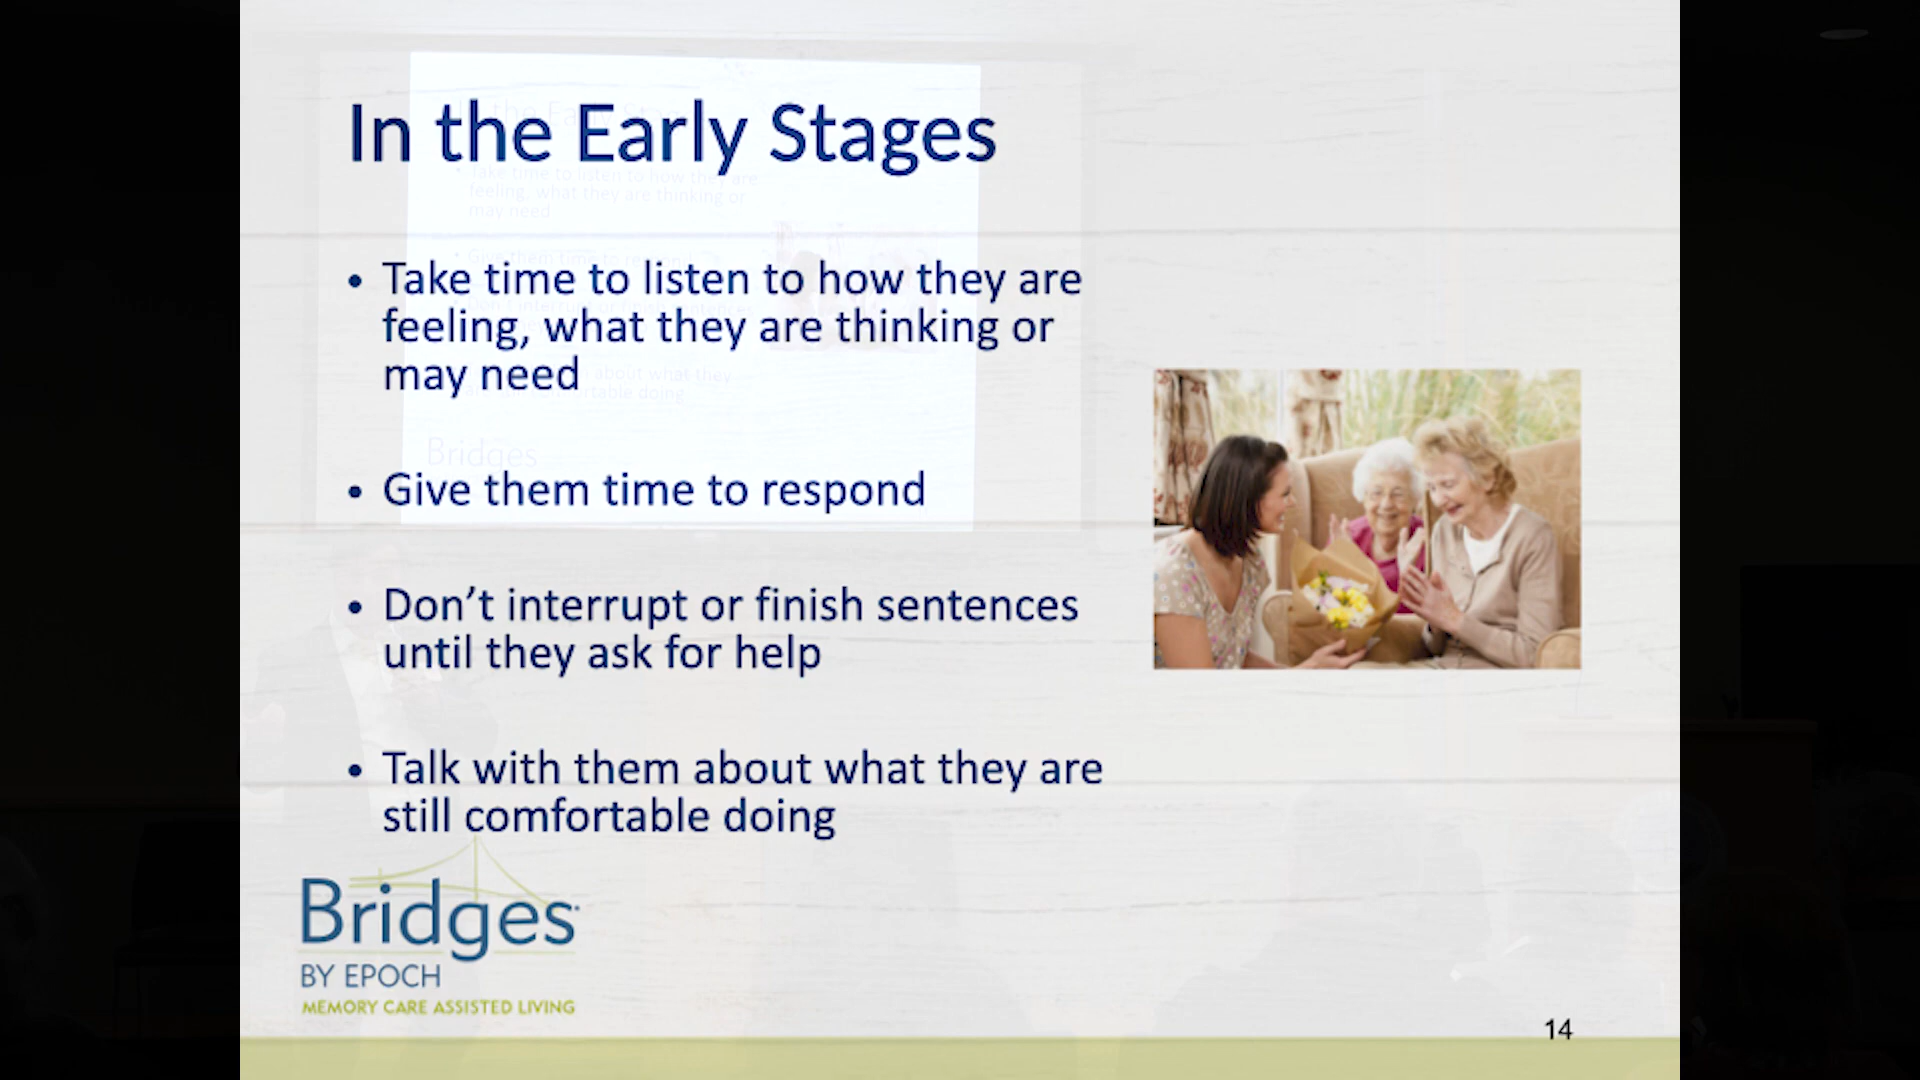 In the Early Stages
• Take time to listen to how they are
feeling, what they are thinking or
may need
• Give them time to respond
• Don't interrupt or finish sentences
until they ask for help
• Talk with them about what they are
still comfortable doing
Bridges
BY EPOCH
MEMORY CARE ASSISTED LIVING
14